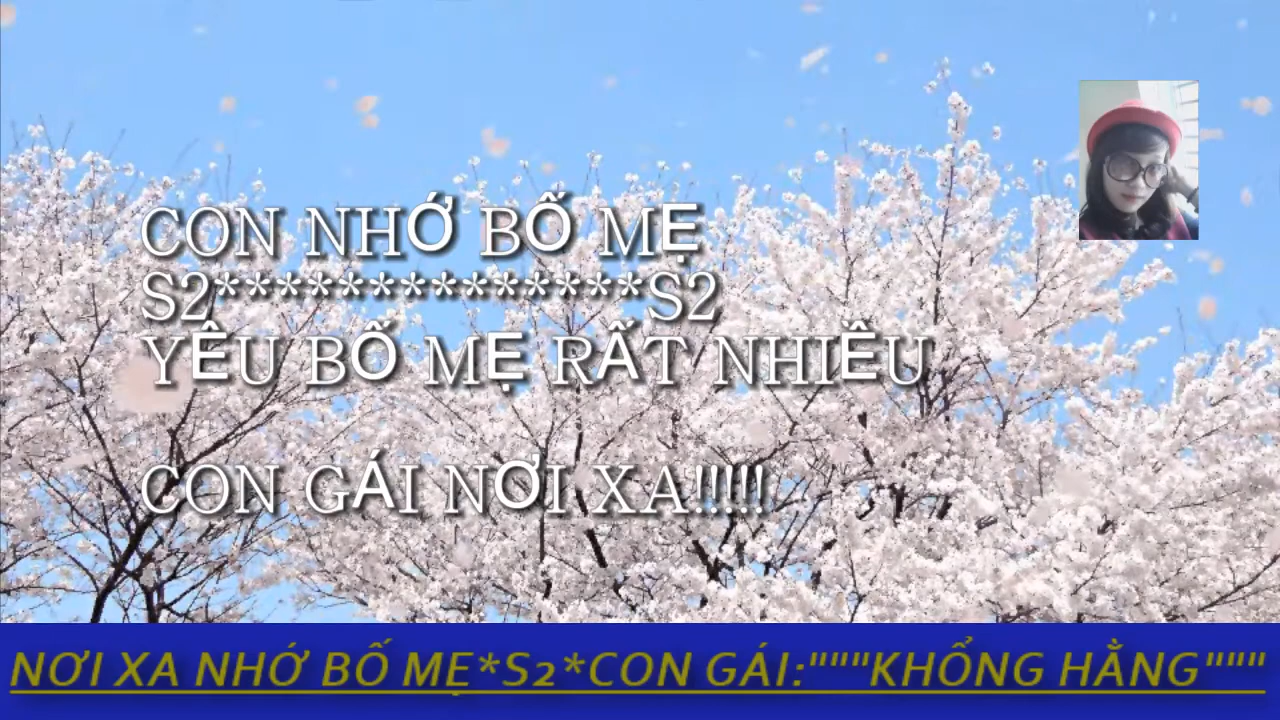 CON NHỚ BỐ MẸ
S2**************S2
YÊU BỐ MẸ RẤT NHIỀU
CON GÁI NƠI XA!!!!!
NƠI XA NHỚ BỐ MẸ*S2*CON GÁI:"""KHỔNG HẰNG"""